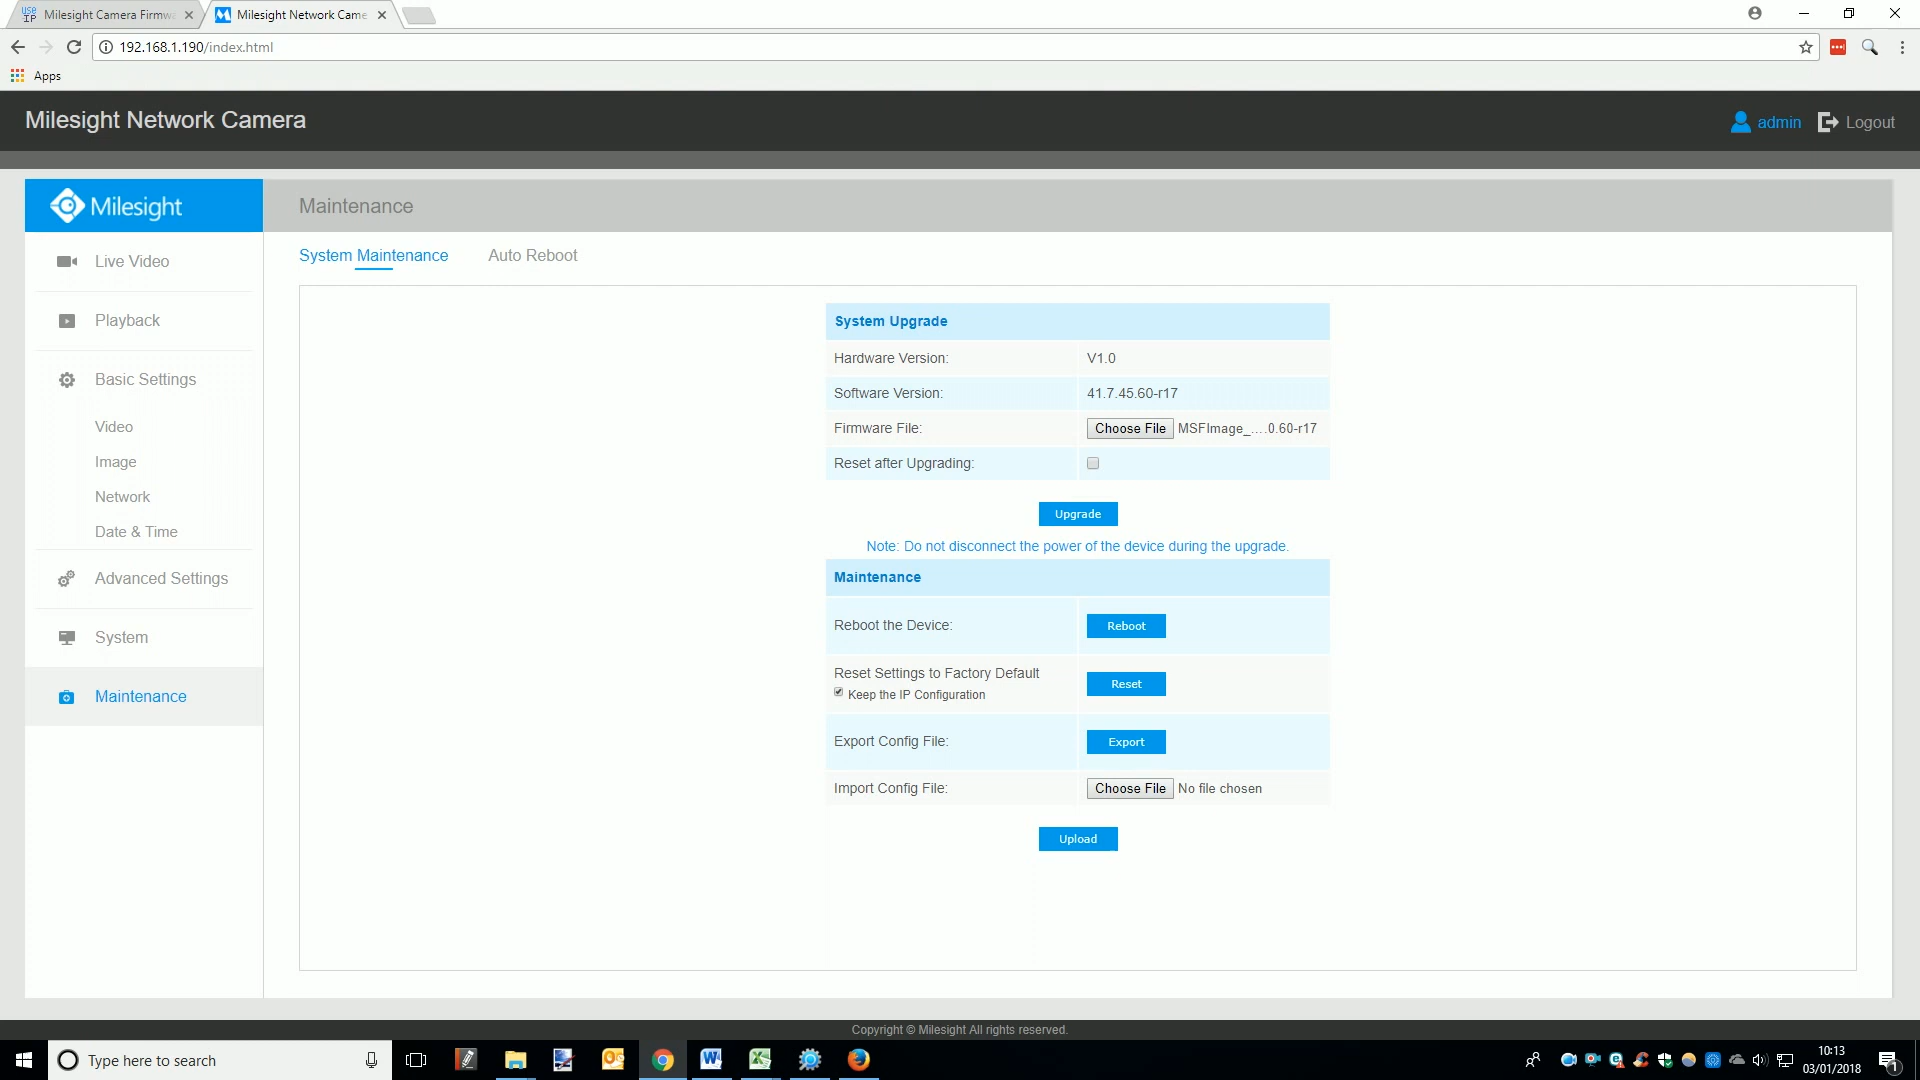 Milesight Camera Firmwa
Milesight Network Came
192.168.1.190/index.html
Apps
Milesight Network Camera
admin
Logout
Milesight
Maintenance
Live Video
System Maintenance
Auto Reboot
Playback
Basic Settings
Video
Image
Network
Date & Time
Advanced Settings
System
Maintenance
System Upgrade
Hardware Version: V1.0
Software Version: 41.7.45.60-r17
Firmware File: Choose File MSFImage_....0.60-r17
Reset after Upgrading:
Upgrade
Note: Do not disconnect the power of the device during the upgrade.
Maintenance
Reboot the Device: Reboot
Reset Settings to Factory Default
Keep the IP Configuration
Reset
Export Config File: Export
Import Config File: Choose File No file chosen
Upload
Copyright © Milesight All rights reserved.
Type here to search
10:13
03/01/2018
1